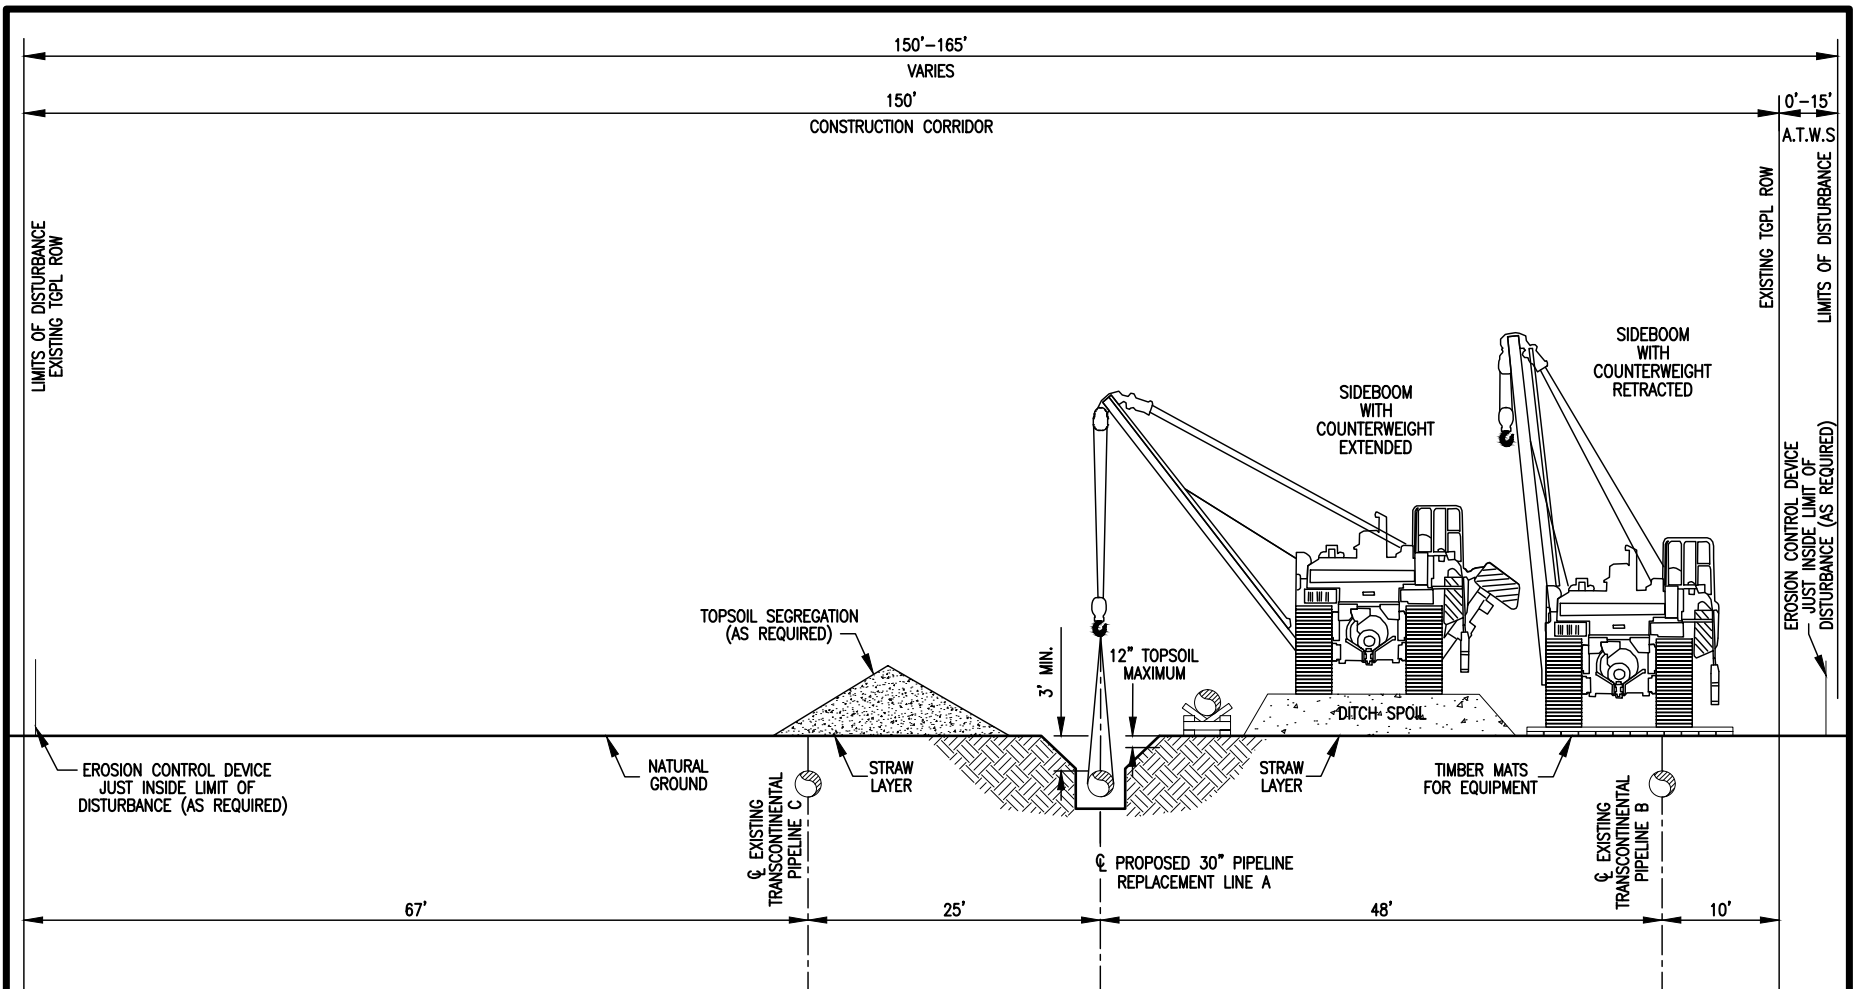 150'-165'
VARIES
150'
CONSTRUCTION CORRIDOR
0'-15'
A.T.W.S
LIMITS OF DISTURBANCE
EXISTING TGPL ROW
EXISTING TGPL ROW
LIMITS OF DISTURBANCE
SIDEBOOM
WITH
COUNTERWEIGHT
RETRACTED
SIDEBOOM
WITH
COUNTERWEIGHT
EXTENDED
EROSION CONTROL DEVICE
JUST INSIDE LIMIT OF
DISTURBANCE (AS REQUIRED)
TOPSOIL SEGREGATION
(AS REQUIRED)
3' MIN.
12" TOPSOIL
MAXIMUM
DITCH SPOIL
EROSION CONTROL DEVICE
JUST INSIDE LIMIT OF
DISTURBANCE (AS REQUIRED)
NATURAL
GROUND
STRAW
LAYER
STRAW
LAYER
TIMBER MATS
FOR EQUIPMENT
℄ EXISTING
TRANSCONTINENTAL
PIPELINE C
℄ PROPOSED 30" PIPELINE
REPLACEMENT LINE A
℄ EXISTING
TRANSCONTINENTAL
PIPELINE B
67'
25'
48'
10'